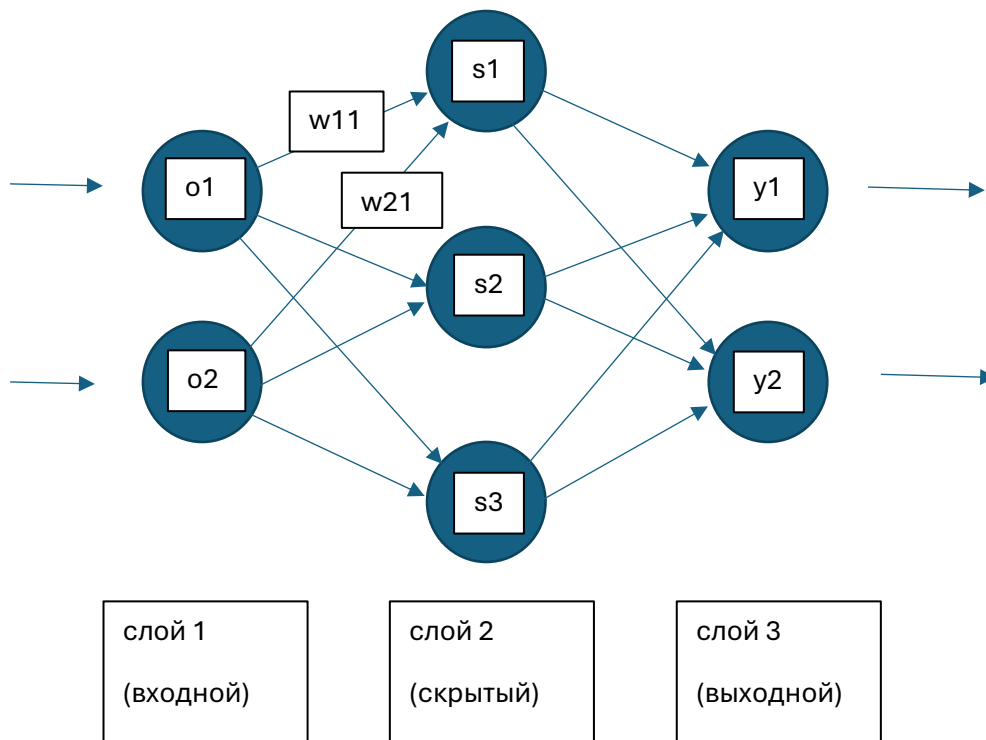 s1
w11
o1
w21
y1
s2
o2
y2
s3
слой 1
(входной)
слой 2
(скрытый)
слой 3
(выходной)